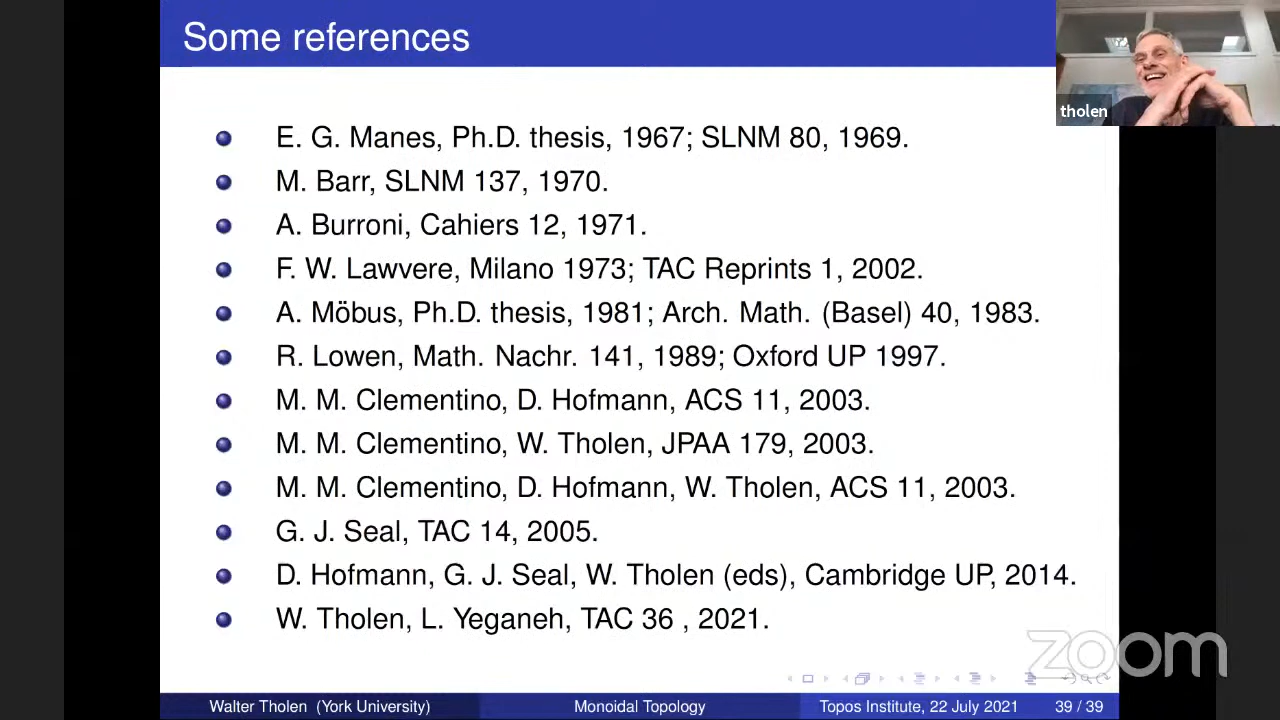 Some references
tholen
E. G. Manes, Ph.D. thesis, 1967; SLNM 80, 1969.
M. Barr, SLNM 137, 1970.
A. Burroni, Cahiers 12, 1971.
F. W. Lawvere, Milano 1973; TAC Reprints 1, 2002.
A. Möbus, Ph.D. thesis, 1981; Arch. Math. (Basel) 40, 1983.
R. Lowen, Math. Nachr. 141, 1989; Oxford UP 1997.
M. M. Clementino, D. Hofmann, ACS 11, 2003.
M. M. Clementino, W. Tholen, JPAA 179, 2003.
M. M. Clementino, D. Hofmann, W. Tholen, ACS 11, 2003.
G. J. Seal, TAC 14, 2005.
D. Hofmann, G. J. Seal, W. Tholen (eds), Cambridge UP, 2014.
W. Tholen, L. Yeganeh, TAC 36 , 2021.
zoom
Walter Tholen (York University) Monoidal Topology Topos Institute, 22 July 2021 39 / 39